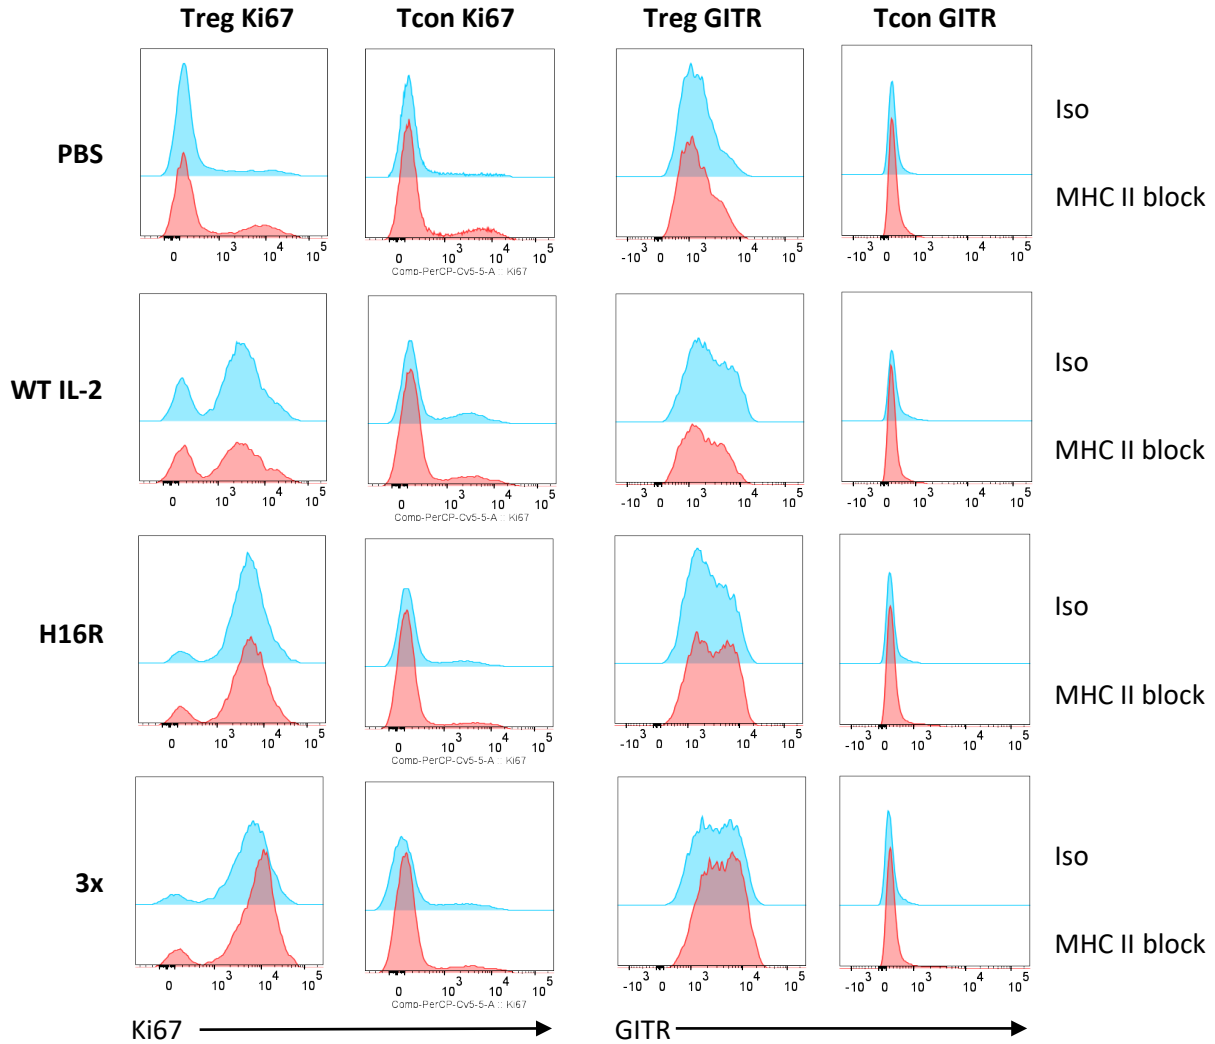 Treg Ki67 Tcon Ki67 Treg GITR Tcon GITR
PBS
Iso
MHC II block
0 10 3 10 4 10 5
0 10 3 10 4 10 5
-10 3 0 10 3 10 4 10 5
-10 3 0 10 3 10 4 10 5
Comp-PerCP-Cy5-5-A :: Ki67
WT IL-2
Iso
MHC II block
0 10 3 10 4 10 5
0 10 3 10 4 10 5
-10 3 0 10 3 10 4 10 5
-10 3 0 10 3 10 4 10 5
Comp-PerCP-Cy5-5-A :: Ki67
H16R
Iso
MHC II block
0 10 3 10 4 10 5
0 10 3 10 4 10 5
-10 3 0 10 3 10 4 10 5
-10 3 0 10 3 10 4 10 5
Comp-PerCP-Cy5-5-A :: Ki67
3x
Iso
MHC II block
0 10 3 10 4 10 5
0 10 3 10 4 10 5
-10 3 0 10 3 10 4 10 5
-10 3 0 10 3 10 4 10 5
Comp-PerCP-Cy5-5-A :: Ki67
Ki67 GITR